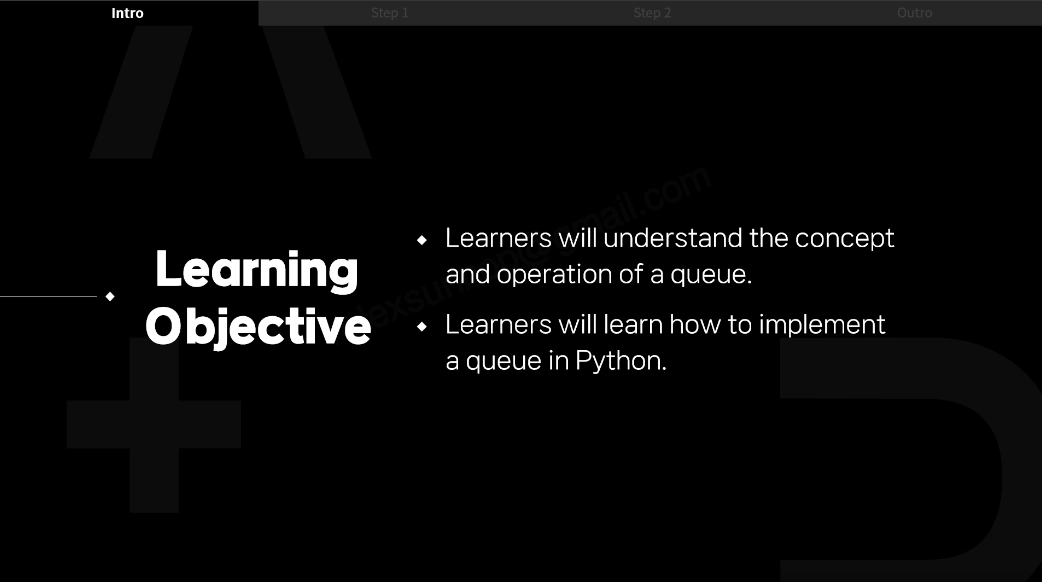 Intro
Step 1
Step 2
Outro
Learning
Objective
◆ Learners will understand the concept
and operation of a queue.
◆ Learners will learn how to implement
a queue in Python.